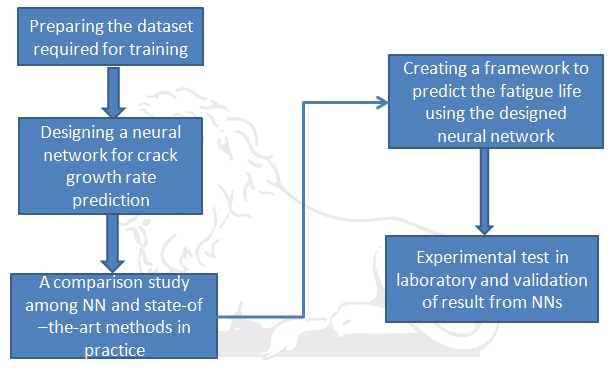 Preparing the dataset
required for training
Designing a neural
network for crack
growth rate
prediction
A comparison study
among NN and state-of
–the-art methods in
practice
Creating a framework to
predict the fatigue life
using the designed
neural network
Experimental test in
laboratory and validation
of result from NNs